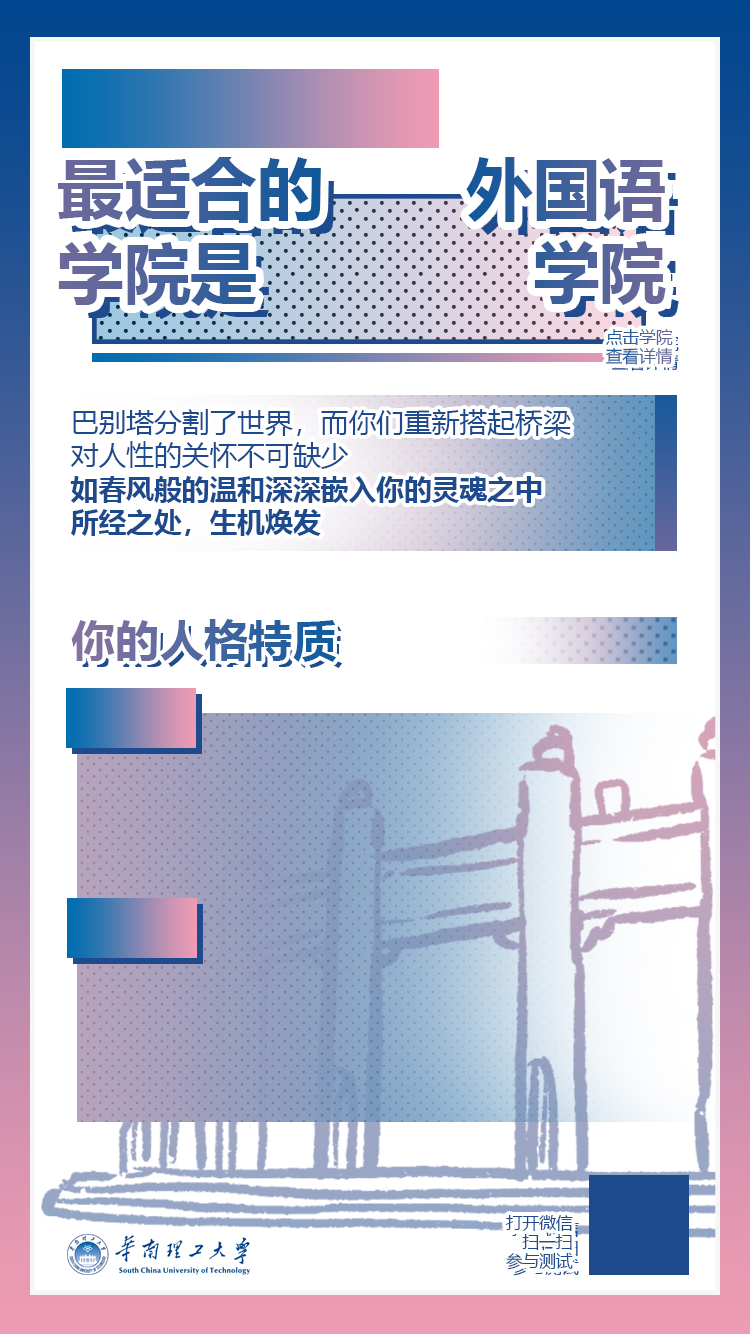 最适合的 外国语
学院是 学院
点击学院
查看详情
巴别塔分割了世界，而你们重新搭起桥梁
对人性的关怀不可缺少
如春风般的温和深深嵌入你的灵魂之中
所经之处，生机焕发
你的人格特质
华南理工大学
South China University of Technology
打开微信
扫一扫
参与测试